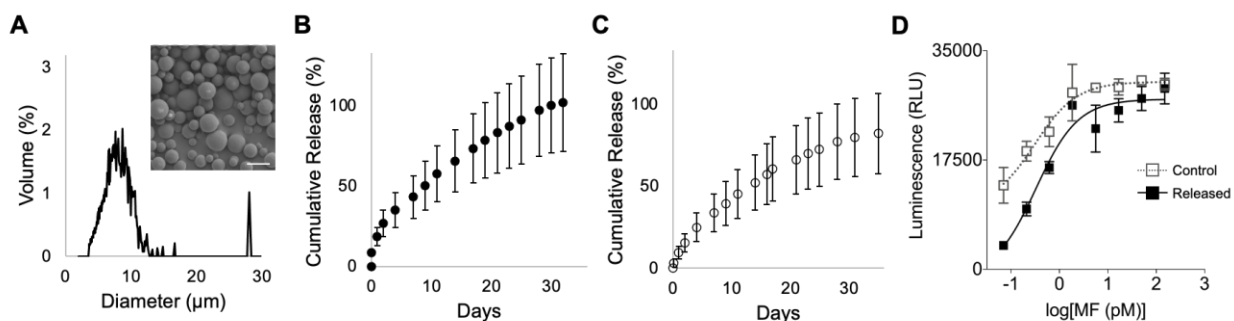 A
Volume (%)
3
2
1
0
0
10
20
30
Diameter (µm)
B
Cumulative Release (%)
100
50
0
0
10
20
30
Days
C
Cumulative Release (%)
100
50
0
0
10
20
30
Days
D
Luminescence (RLU)
35000
17500
0
-1
0
1
2
3
log[MF (pM)]
Control
Released